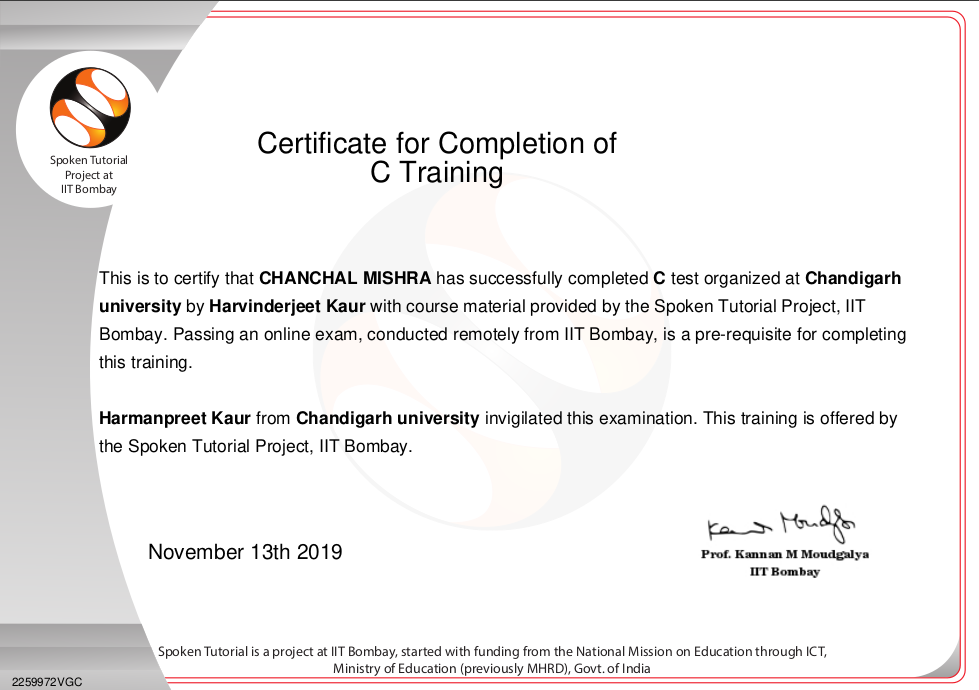 Spoken Tutorial
Project at
IIT Bombay
Certificate for Completion of
C Training
This is to certify that CHANCHAL MISHRA has successfully completed C test organized at Chandigarh
university by Harvinderjeet Kaur with course material provided by the Spoken Tutorial Project, IIT
Bombay. Passing an online exam, conducted remotely from IIT Bombay, is a pre-requisite for completing
this training.
Harmanpreet Kaur from Chandigarh university invigilated this examination. This training is offered by
the Spoken Tutorial Project, IIT Bombay.
November 13th 2019
Prof. Kannan M Moudgalya
IIT Bombay
Spoken Tutorial is a project at IIT Bombay, started with funding from the National Mission on Education through ICT,
Ministry of Education (previously MHRD), Govt. of India
2259972VGC